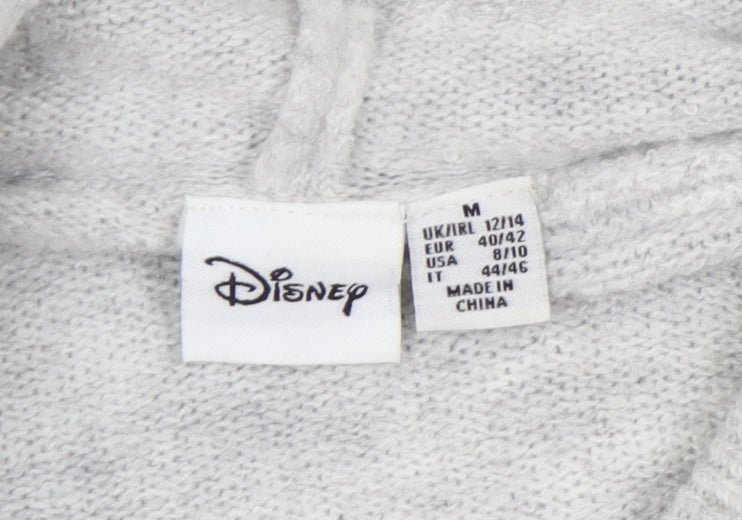 Disney
M
UK/IRL 12/14
EUR 40/42
USA 8/10
IT 44/46
MADE IN
CHINA